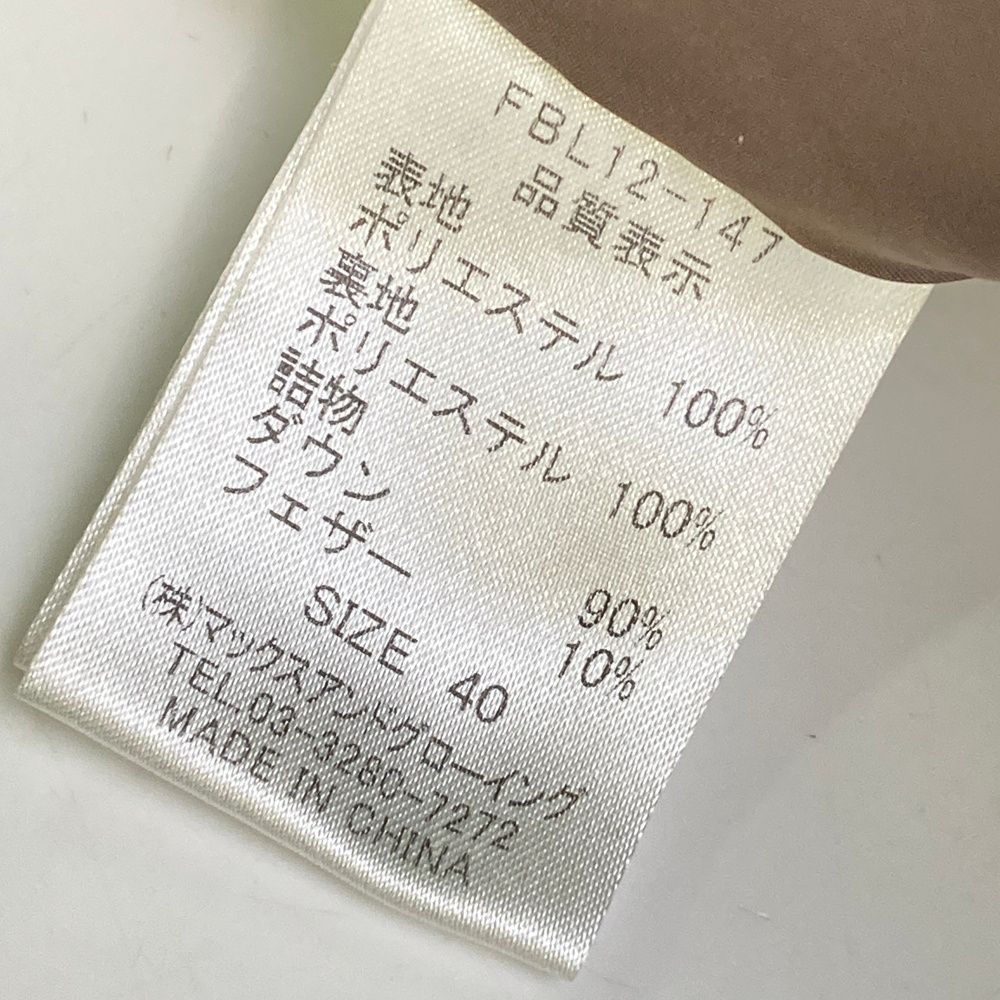 FBL12-147
品質表示
表地
ポリエステル 100%
裏地
ポリエステル 100%
詰物
ダウン 90%
フェザー 10%
SIZE 40
(株)マックスアンドグローイング
TEL.03-3280-7272
MADE IN CHINA